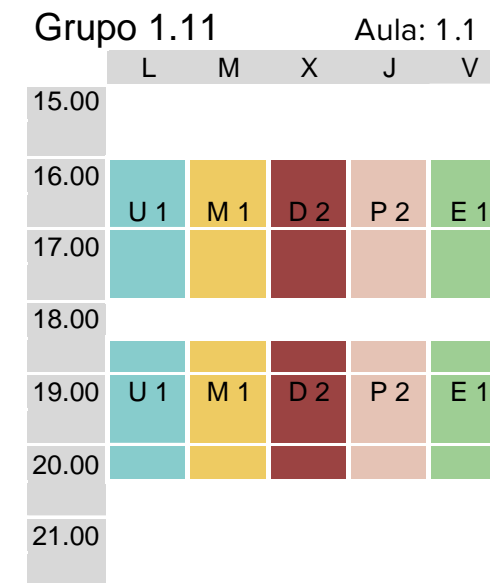 Grupo 1.11 Aula: 1.1
L M X J V
15.00
16.00
U 1 M 1 D 2 P 2 E 1
17.00
18.00
19.00 U 1 M 1 D 2 P 2 E 1
20.00
21.00